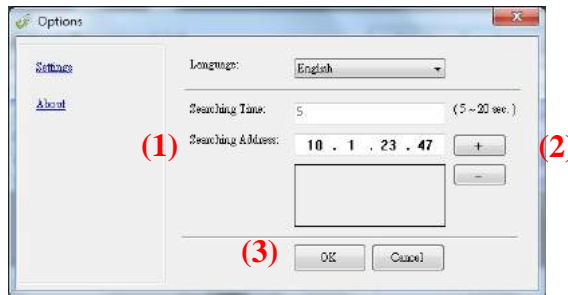 Options
Settings
About
Language: English
Searching Time: 5 (5 ~ 20 sec.)
(1) Searching Address: 10 . 1 . 23 . 47 + (2)
-
(3) OK Cancel